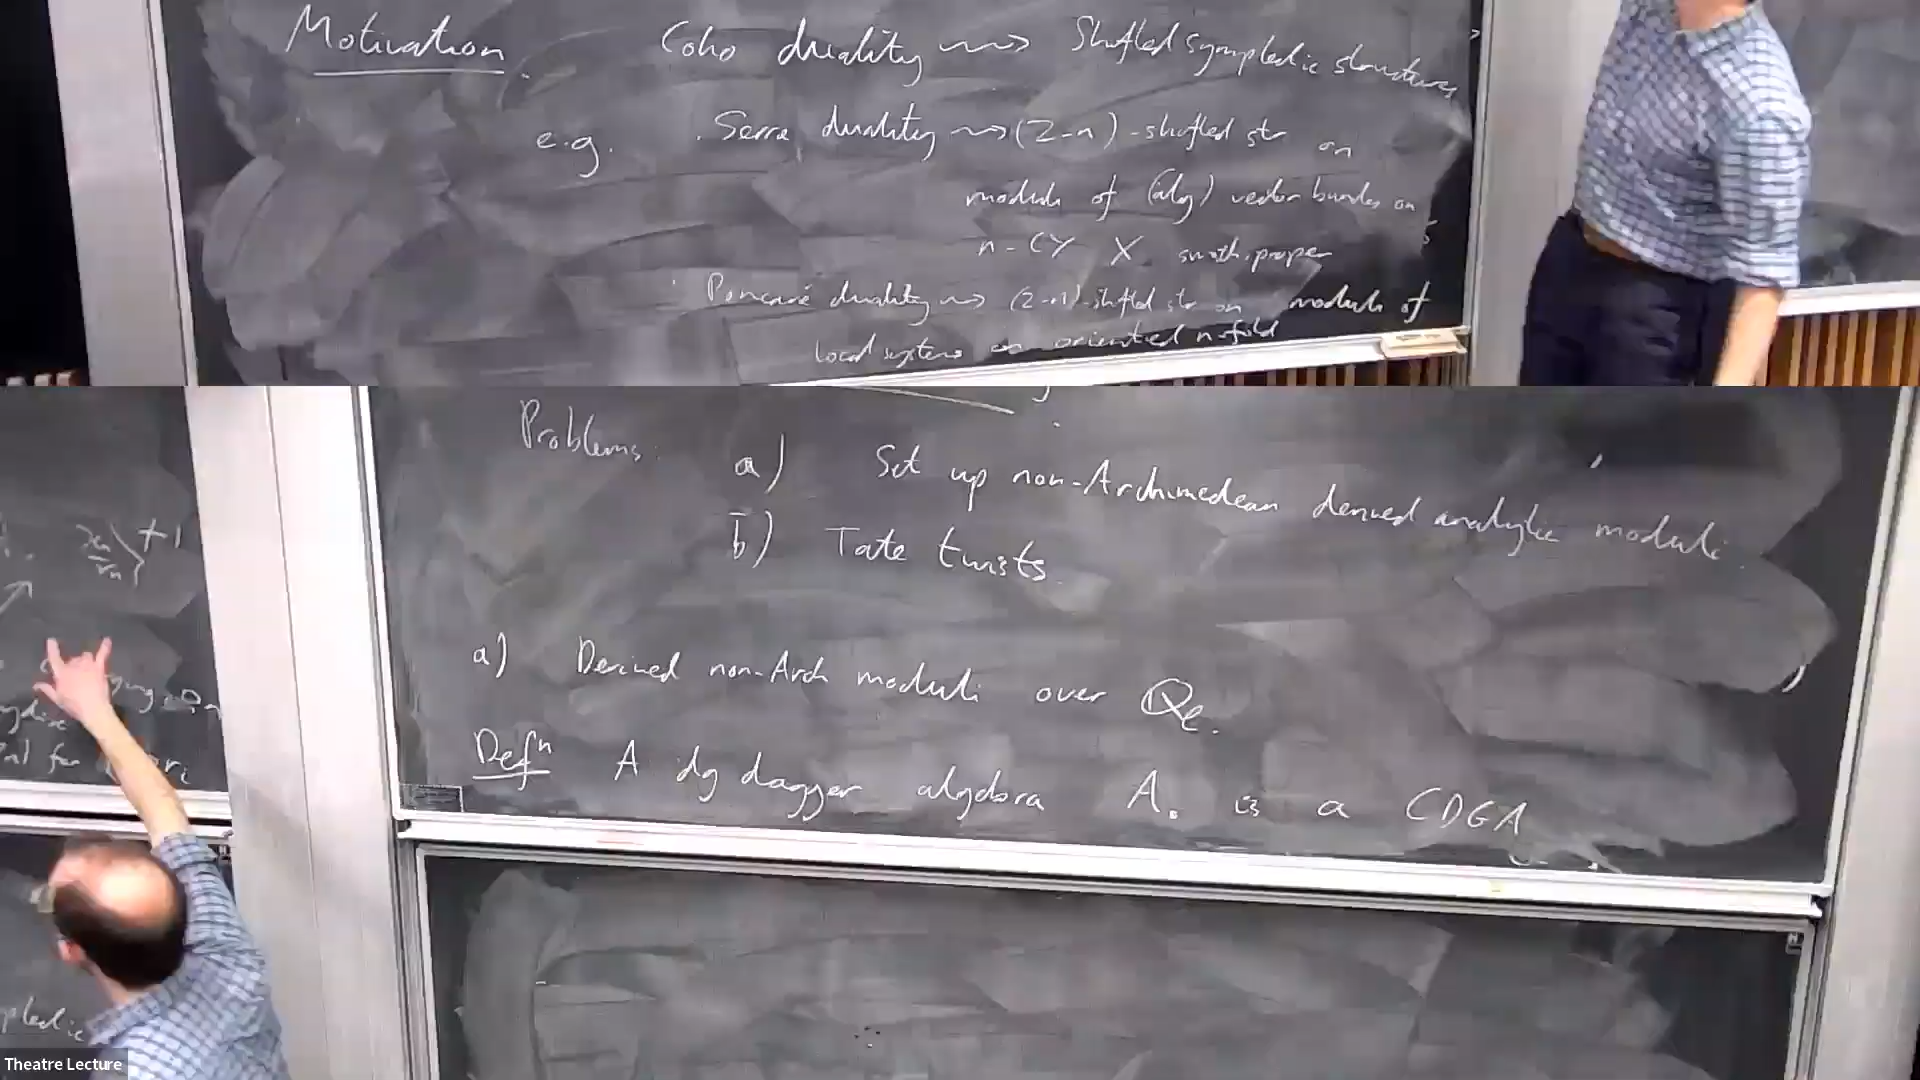 Motivation. Coho duality ⇝ Shifted symplectic structures
e.g. · Serre duality ⇝ (2-n)-shifted str on
moduli of (alg) vector bundles on
n-CY X smooth, proper
· Poincaré duality ⇝ (2-n)-shifted str on moduli of
local systems on oriented n-fold
Problems: a) Set up non-Archimedean derived analytic moduli.
b) Tate twists.
a) Derived non-Arch moduli over Qℓ.
Defⁿ A dg dagger algebra A. is a CDGA
Theatre Lecture